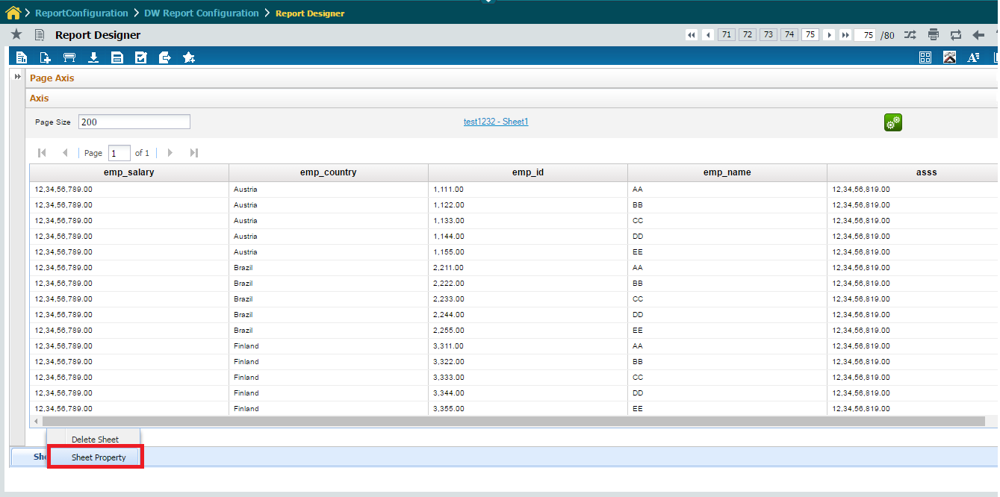 ReportConfiguration > DW Report Configuration > Report Designer
Report Designer 71 72 73 74 75 75 /80
Page Axis
Axis
Page Size 200 test1232 - Sheet1
Page 1 of 1
emp_salary emp_country emp_id emp_name asss
12,34,56,789.00 Austria 1,111.00 AA 12,34,56,819.00
12,34,56,789.00 Austria 1,122.00 BB 12,34,56,819.00
12,34,56,789.00 Austria 1,133.00 CC 12,34,56,819.00
12,34,56,789.00 Austria 1,144.00 DD 12,34,56,819.00
12,34,56,789.00 Austria 1,155.00 EE 12,34,56,819.00
12,34,56,789.00 Brazil 2,211.00 AA 12,34,56,819.00
12,34,56,789.00 Brazil 2,222.00 BB 12,34,56,819.00
12,34,56,789.00 Brazil 2,233.00 CC 12,34,56,819.00
12,34,56,789.00 Brazil 2,244.00 DD 12,34,56,819.00
12,34,56,789.00 Brazil 2,255.00 EE 12,34,56,819.00
12,34,56,789.00 Finland 3,311.00 AA 12,34,56,819.00
12,34,56,789.00 Finland 3,322.00 BB 12,34,56,819.00
12,34,56,789.00 Finland 3,333.00 CC 12,34,56,819.00
12,34,56,789.00 Finland 3,344.00 DD 12,34,56,819.00
12,34,56,789.00 Finland 3,355.00 EE 12,34,56,819.00
Delete Sheet
Sheet Property